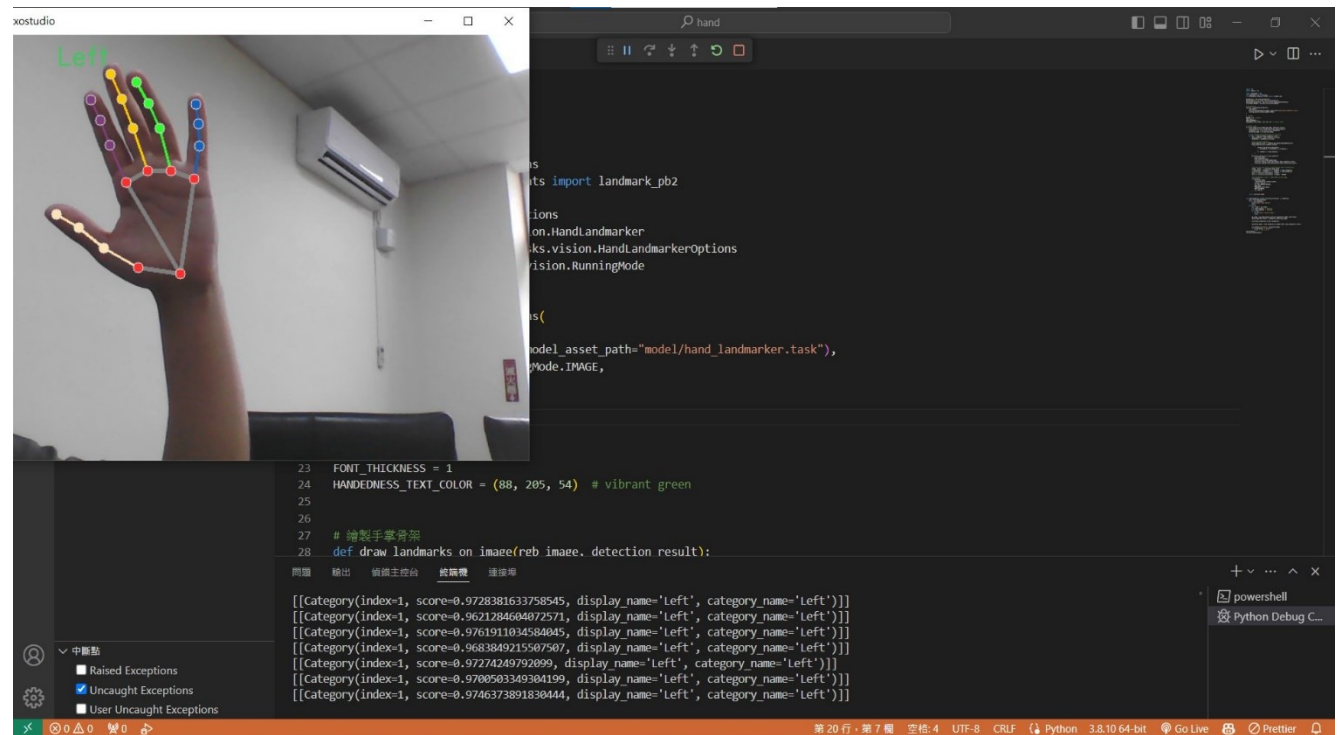 xostudio
hand
Left
ns
nts import landmark_pb2
tions
on.HandLandmarker
ks.vision.HandLandmarkerOptions
vision.RunningMode
ns(
model_asset_path="model/hand_landmarker.task"),
gMode.IMAGE,
滅火器
23 FONT_THICKNESS = 1
24 HANDEDNESS_TEXT_COLOR = (88, 205, 54) # vibrant green
25
26
27 # 繪製手掌骨架
28 def draw_landmarks_on_image(rgb_image, detection_result):
問題 輸出 偵錯主控台 終端機 連接埠
[[Category(index=1, score=0.9728381633758545, display_name='Left', category_name='Left')]]
[[Category(index=1, score=0.9621284604072571, display_name='Left', category_name='Left')]]
[[Category(index=1, score=0.9761911034584045, display_name='Left', category_name='Left')]]
[[Category(index=1, score=0.9683849215507507, display_name='Left', category_name='Left')]]
[[Category(index=1, score=0.97274249792099, display_name='Left', category_name='Left')]]
[[Category(index=1, score=0.9700503349304199, display_name='Left', category_name='Left')]]
[[Category(index=1, score=0.9746373891830444, display_name='Left', category_name='Left')]]
powershell
Python Debug C...
中斷點
Raised Exceptions
Uncaught Exceptions
User Uncaught Exceptions
0 0 0 第 20 行，第 7 欄 空格: 4 UTF-8 CRLF Python 3.8.10 64-bit Go Live Prettier